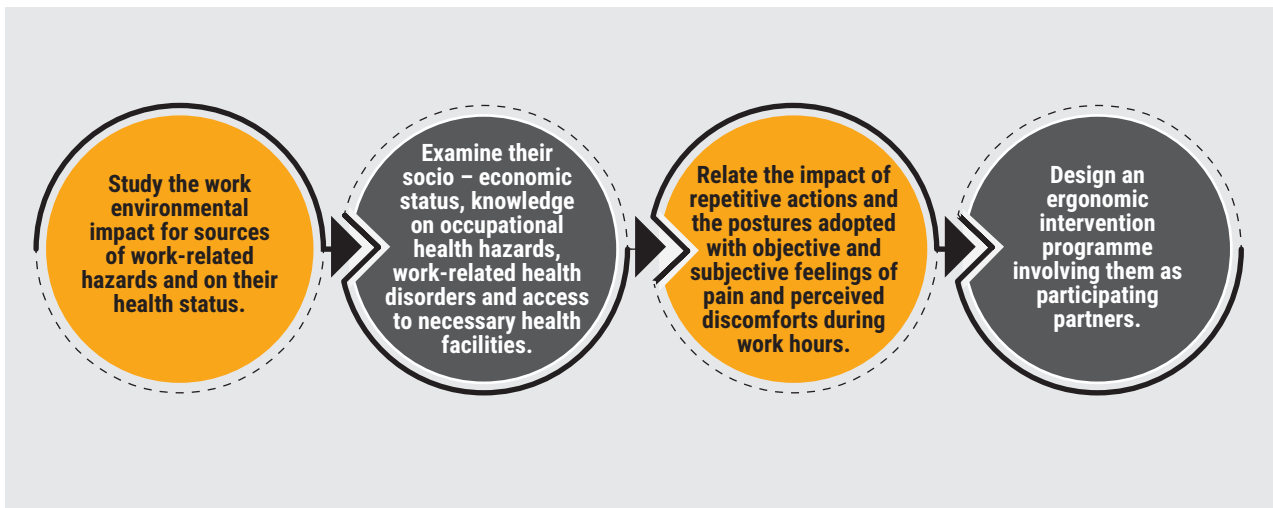 Study the work
environmental
impact for sources
of work-related
hazards and on their
health status.
Examine their
socio – economic
status, knowledge
on occupational
health hazards,
work-related health
disorders and access
to necessary health
facilities.
Relate the impact of
repetitive actions and
the postures adopted
with objective and
subjective feelings of
pain and perceived
discomforts during
work hours.
Design an
ergonomic
intervention
programme
involving them as
participating
partners.